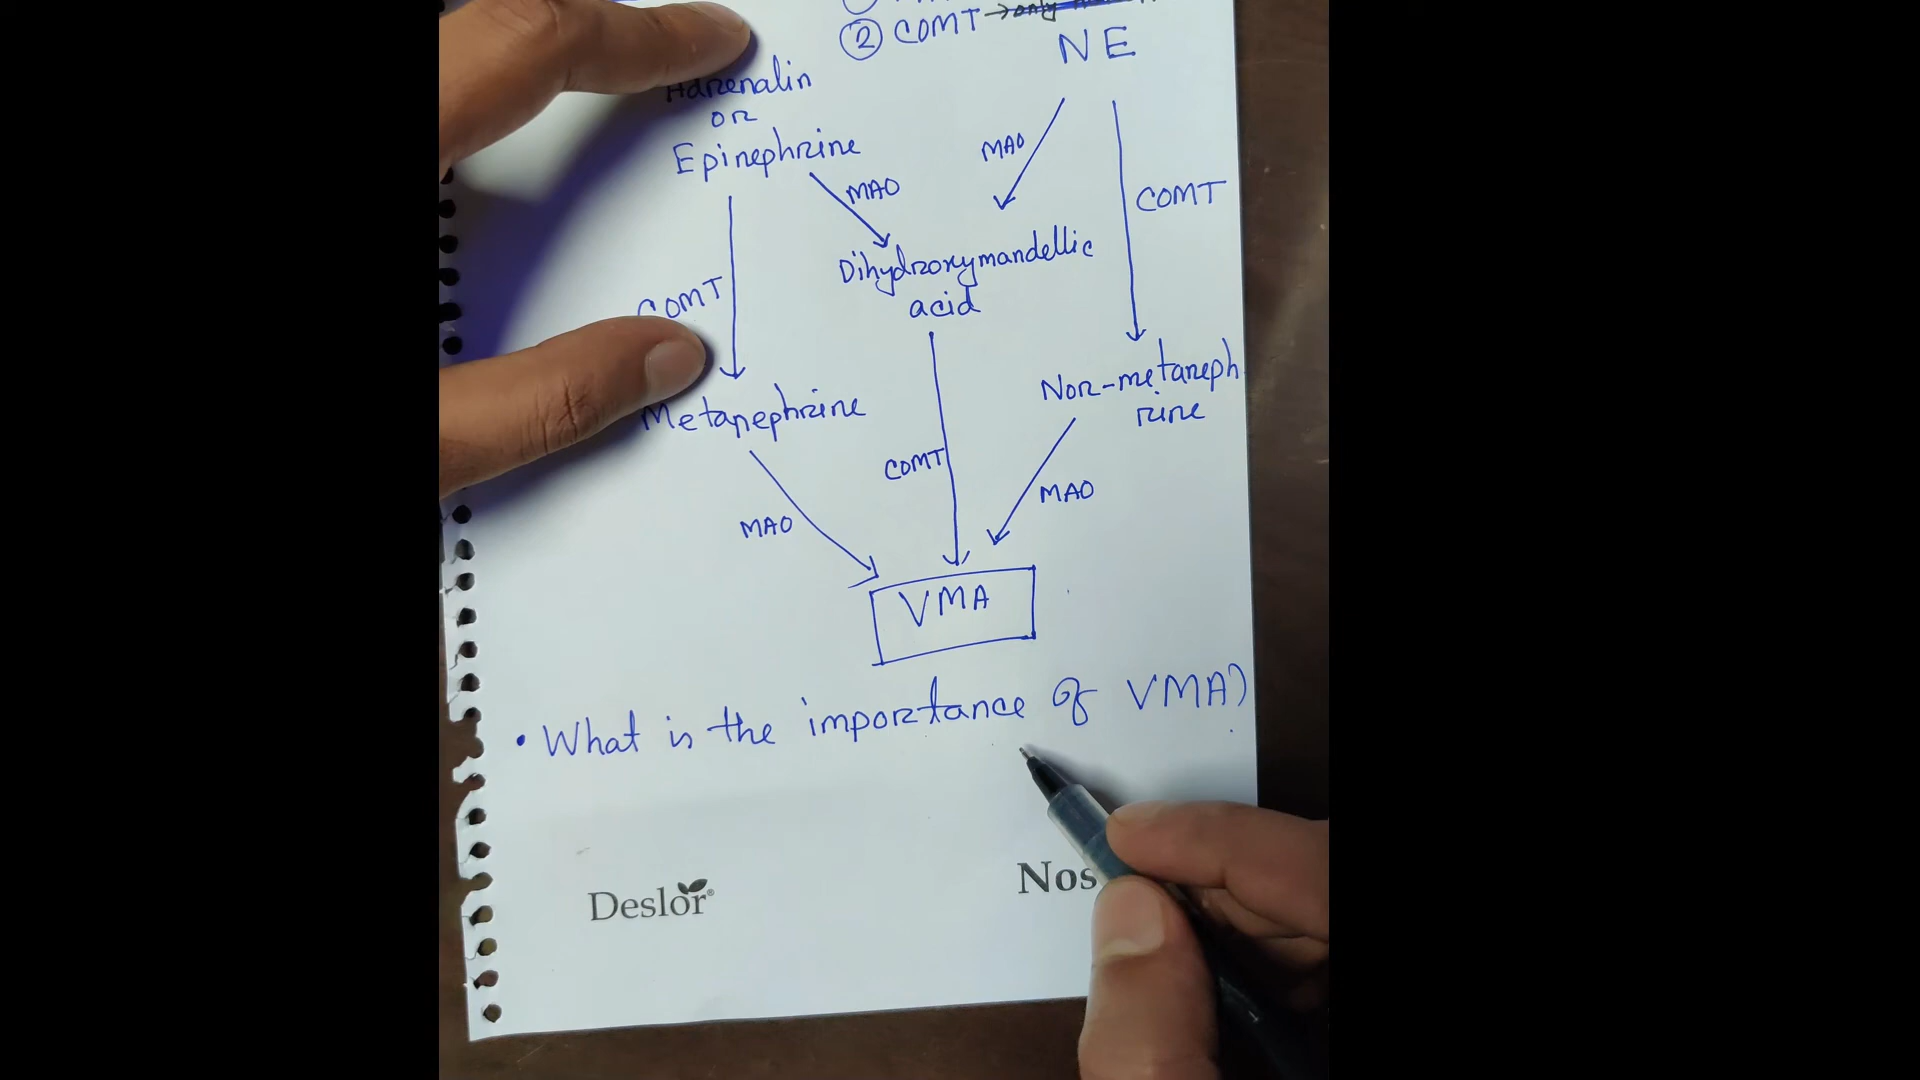 ② COMT → only
NE
Adrenalin
or
Epinephrine
MAO
MAO
COMT
Dihydroxymandellic
acid
COMT
Nor-metaneph
rine
Metanephrine
COMT
MAO
MAO
VMA
• What is the importance of VMA?
Deslor®
Nos